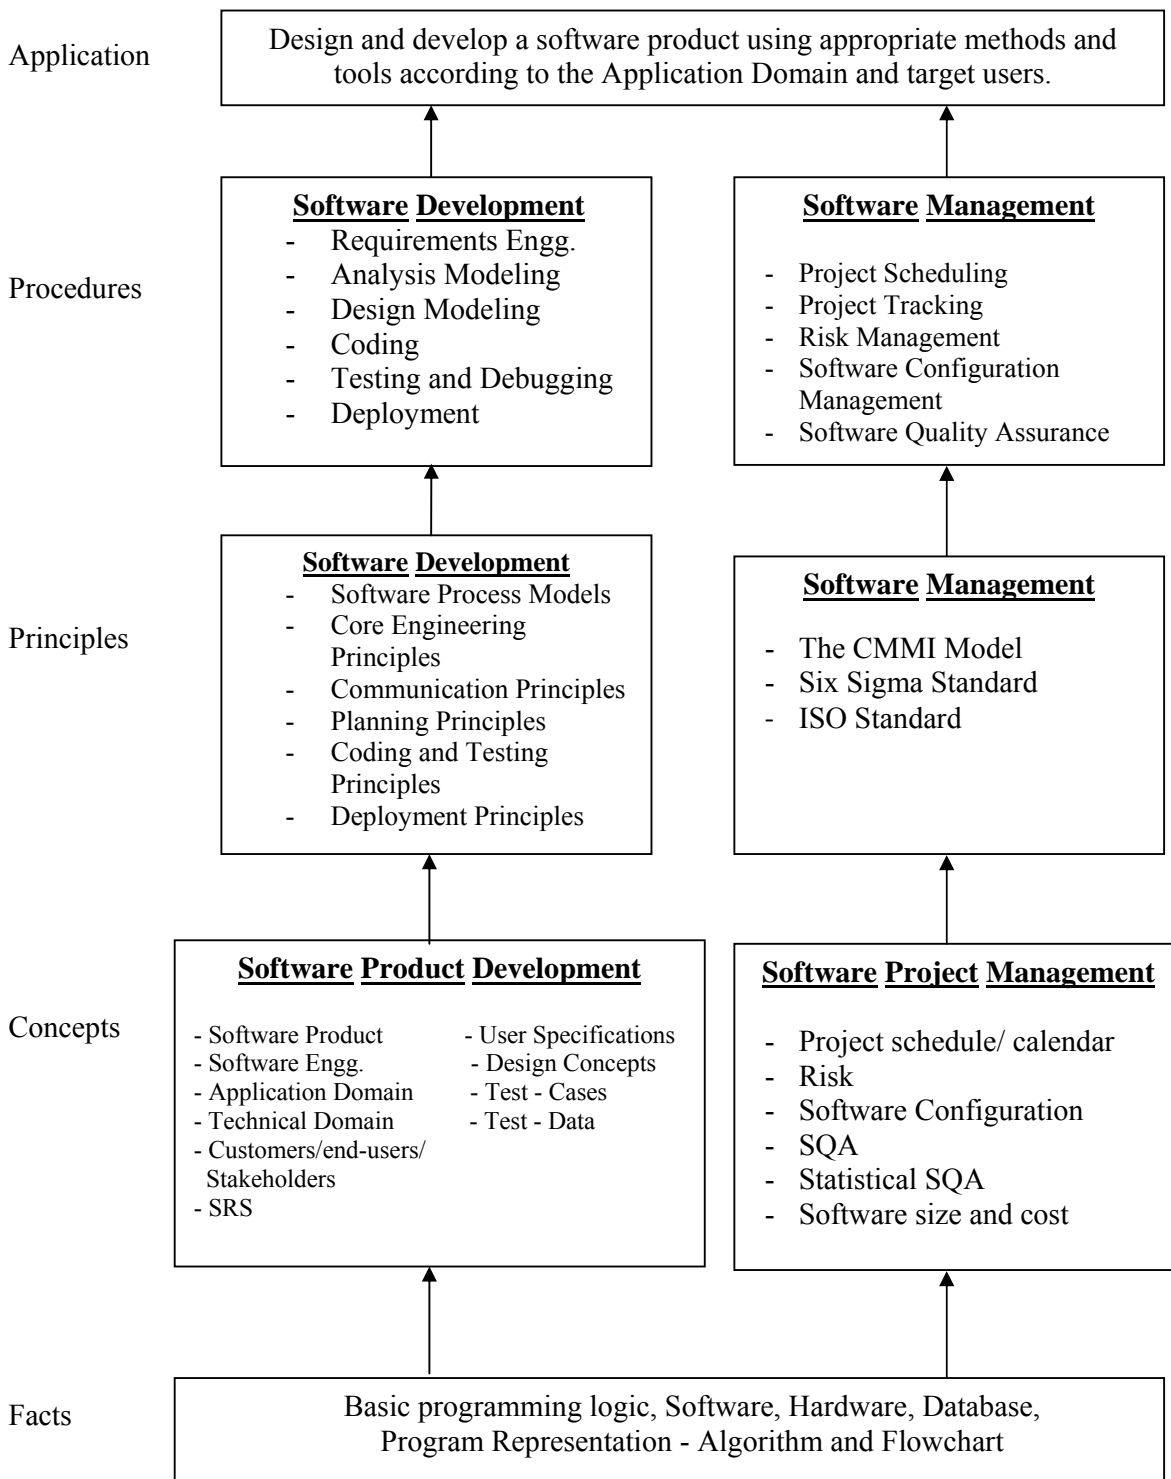 Application
Design and develop a software product using appropriate methods and
tools according to the Application Domain and target users.
Procedures
Software Development
- Requirements Engg.
- Analysis Modeling
- Design Modeling
- Coding
- Testing and Debugging
- Deployment
Software Management
- Project Scheduling
- Project Tracking
- Risk Management
- Software Configuration
Management
- Software Quality Assurance
Principles
Software Development
- Software Process Models
- Core Engineering
Principles
- Communication Principles
- Planning Principles
- Coding and Testing
Principles
- Deployment Principles
Software Management
- The CMMI Model
- Six Sigma Standard
- ISO Standard
Concepts
Software Product Development
- Software Product
- Software Engg.
- Application Domain
- Technical Domain
- Customers/end-users/
Stakeholders
- SRS
- User Specifications
- Design Concepts
- Test - Cases
- Test - Data
Software Project Management
- Project schedule/ calendar
- Risk
- Software Configuration
- SQA
- Statistical SQA
- Software size and cost
Facts
Basic programming logic, Software, Hardware, Database,
Program Representation - Algorithm and Flowchart